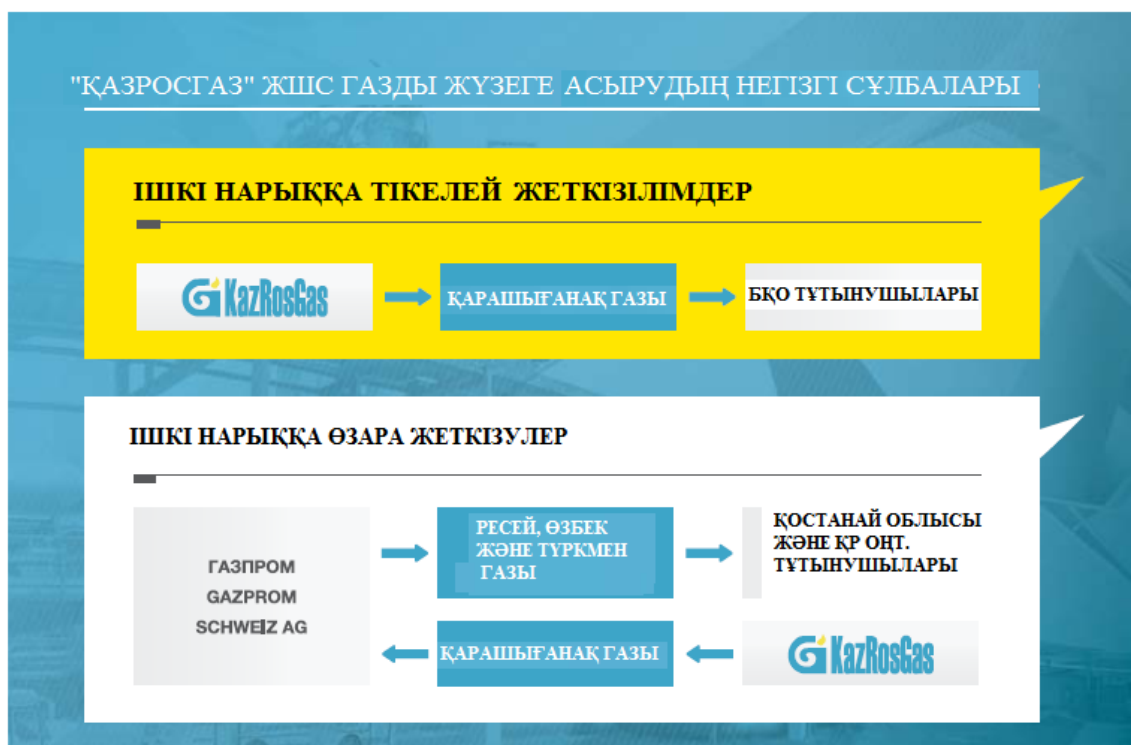 "ҚАЗРОСГАЗ" ЖШС ГАЗДЫ ЖҮЗЕГЕ АСЫРУДЫҢ НЕГІЗГІ СҰЛБАЛАРЫ
ІШКІ НАРЫҚҚА ТІКЕЛЕЙ ЖЕТКІЗІЛІМДЕР
KazRosGas
ҚАРАШЫҒАНАҚ ГАЗЫ
БҚО ТҰТЫНУШЫЛАРЫ
ІШКІ НАРЫҚҚА ӨЗАРА ЖЕТКІЗУЛЕР
ГАЗПРОМ
GAZPROM
SCHWEIZ AG
РЕСЕЙ, ӨЗБЕК
ЖӘНЕ ТҮРКМЕН
ГАЗЫ
ҚОСТАНАЙ ОБЛЫСЫ
ЖӘНЕ ҚР ОҢТ.
ТҰТЫНУШЫЛАРЫ
ҚАРАШЫҒАНАҚ ГАЗЫ
KazRosGas